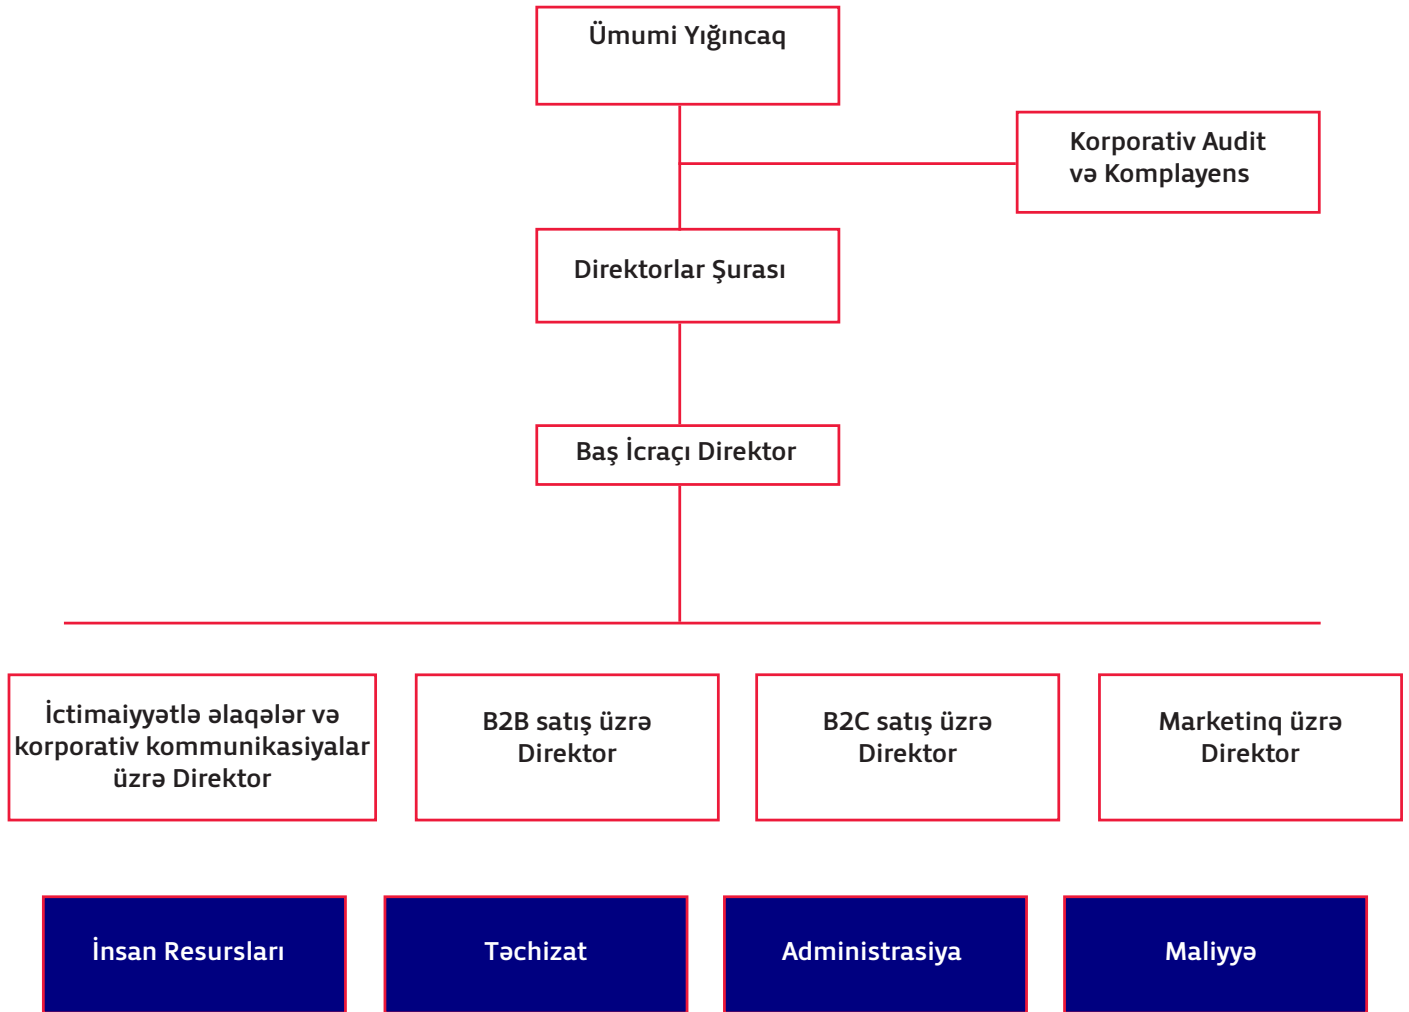 Ümumi Yığıncaq
Korporativ Audit
və Komplayens
Direktorlar Şurası
Baş İcraçı Direktor
İctimaiyyətlə əlaqələr və
korporativ kommunikasiyalar
üzrə Direktor
B2B satış üzrə
Direktor
B2C satış üzrə
Direktor
Marketinq üzrə
Direktor
İnsan Resursları
Təchizat
Administrasiya
Maliyyə